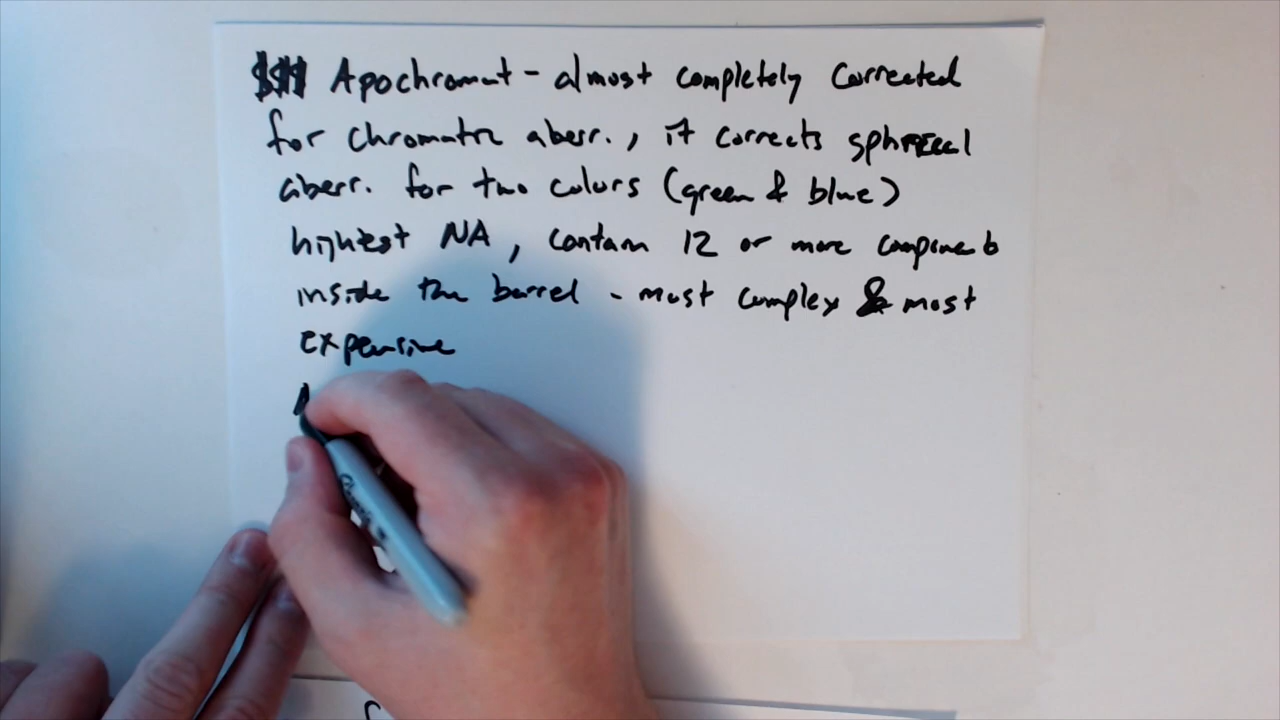 $$$ Apochromat - almost completely corrected
for chromatic aberr., it corrects spherical
aberr. for two colors (green & blue)
highest NA, contain 12 or more components
inside the barrel - most complex & most
expensive